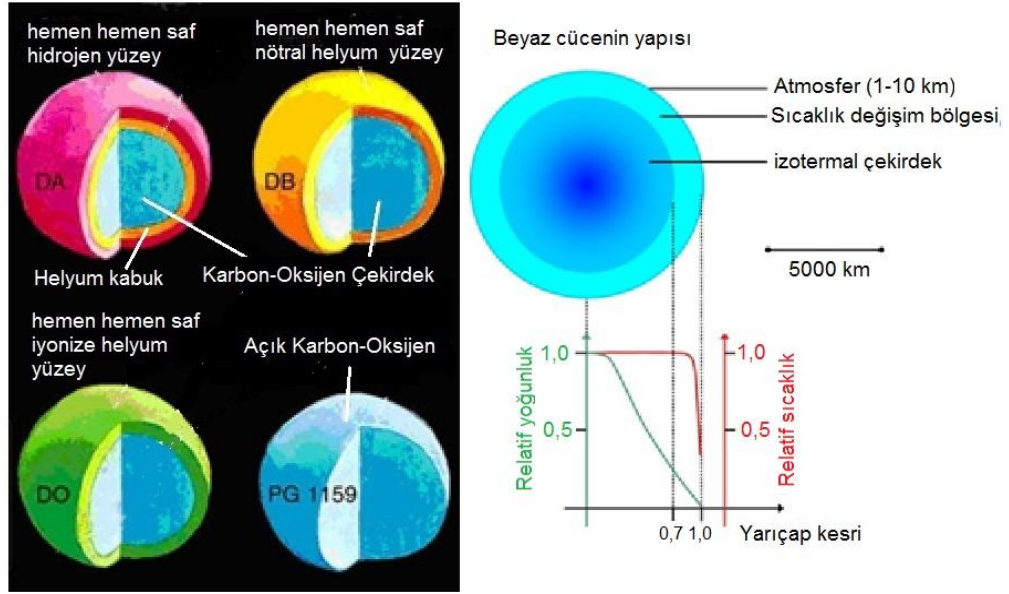 hemen hemen saf
hidrojen yüzey
hemen hemen saf
nötral helyum yüzey
DA
DB
Helyum kabuk
Karbon-Oksijen Çekirdek
hemen hemen saf
iyonize helyum
yüzey
Açık Karbon-Oksijen
DO
PG 1159
Beyaz cücenin yapısı
Atmosfer (1-10 km)
Sıcaklık değişim bölgesi,
izotermal çekirdek
5000 km
Relatif yoğunluk
1,0
0,5
1,0
0,5
Relatif sıcaklık
0,7 1,0
Yarıçap kesri